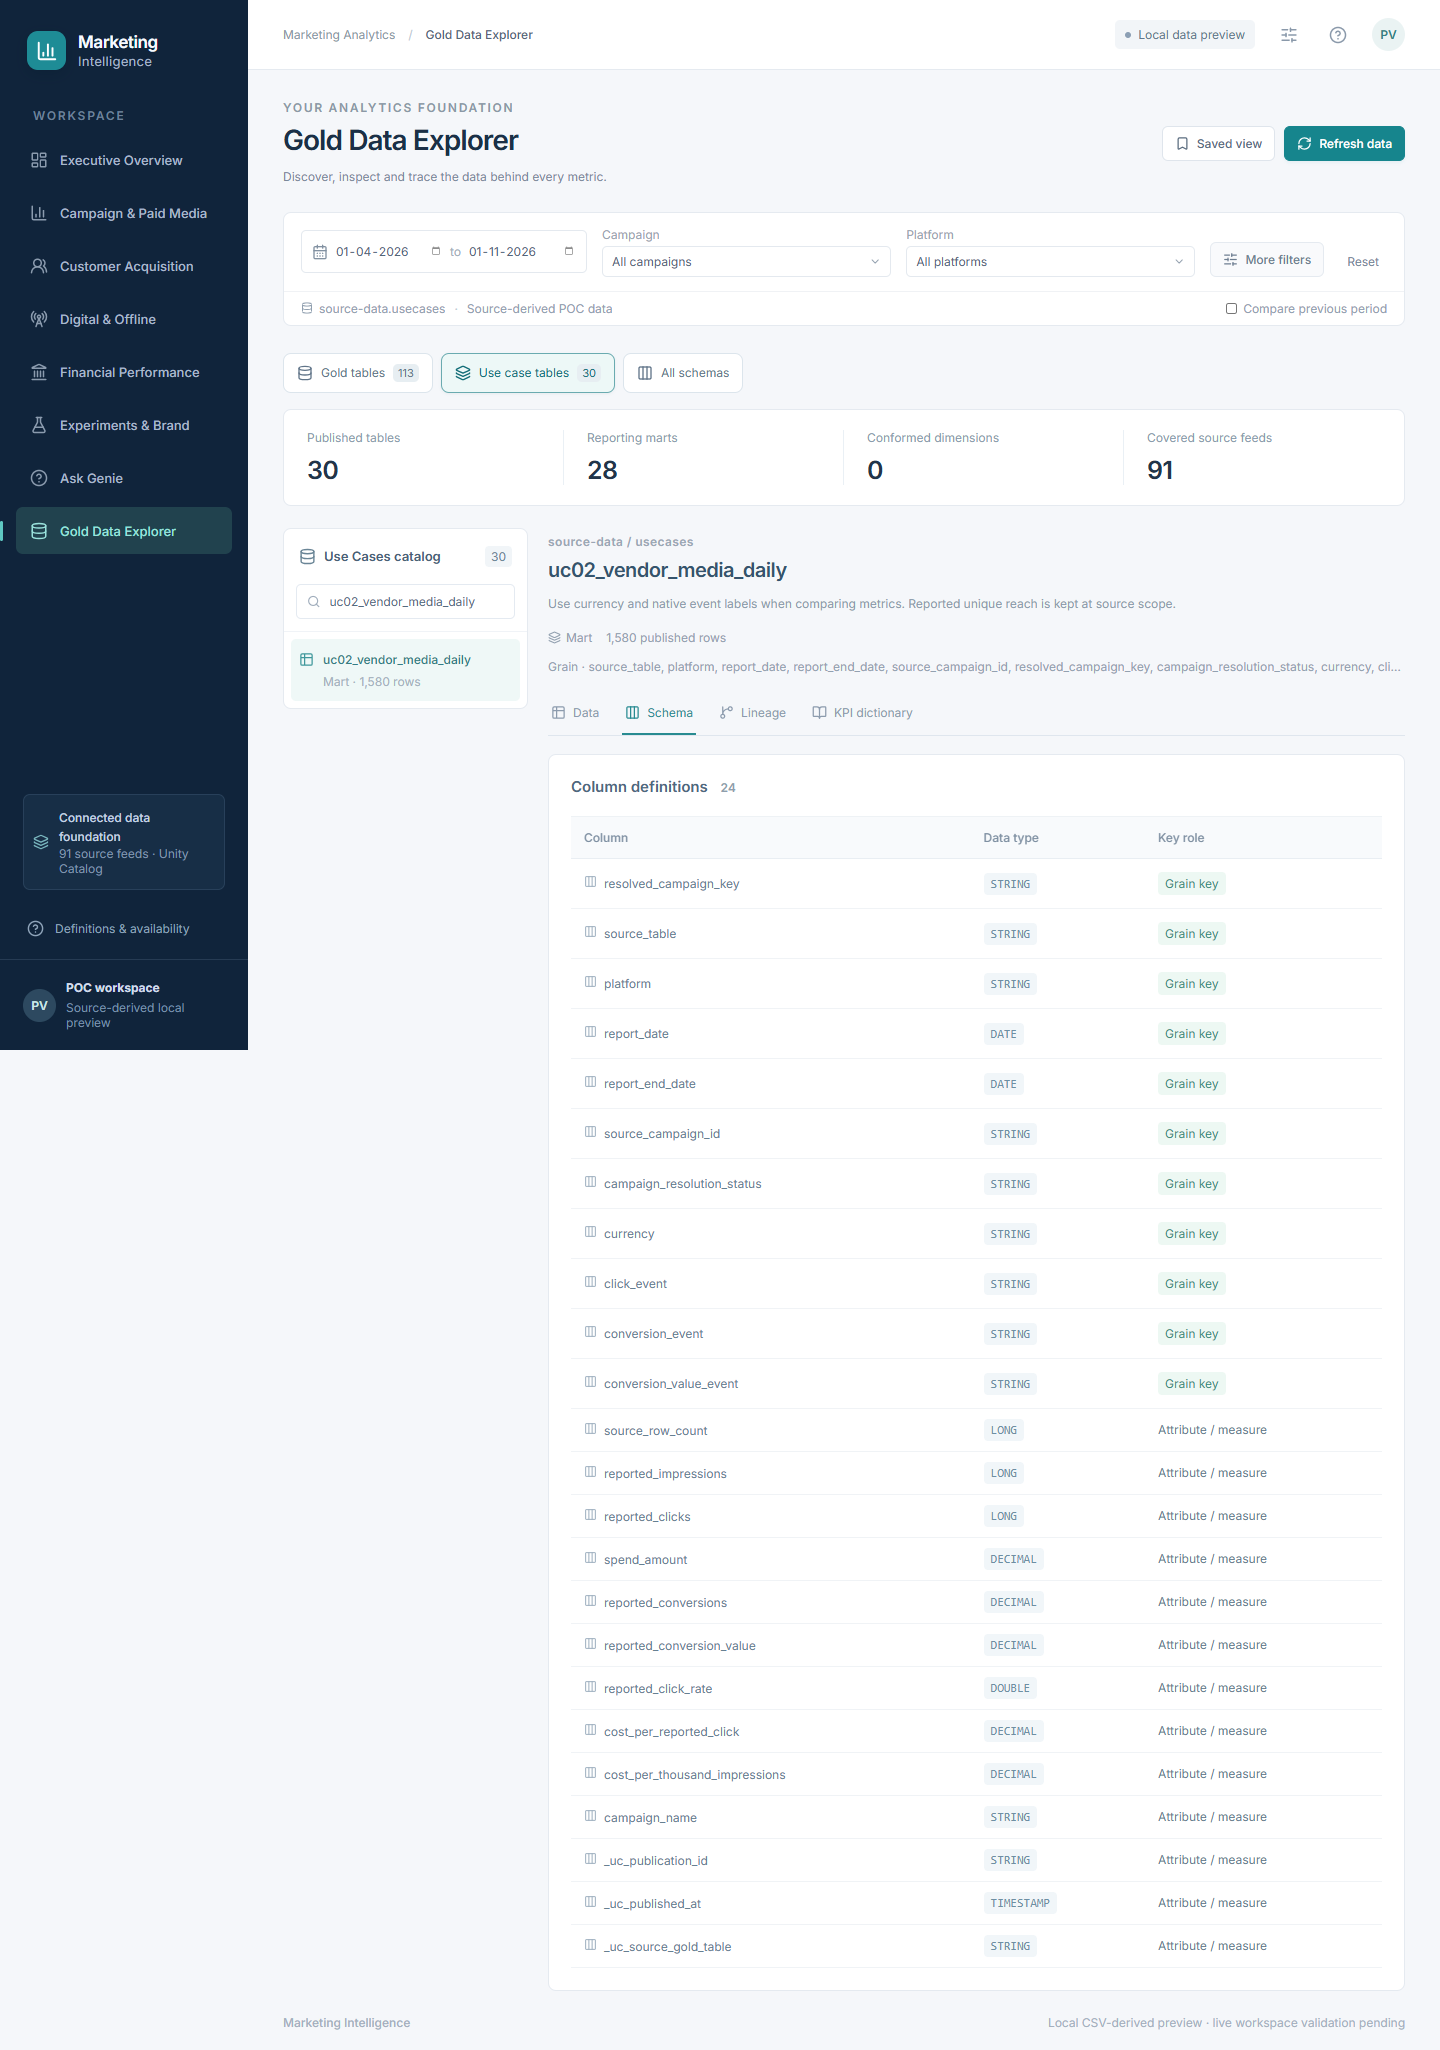 Marketing
Intelligence
WORKSPACE
Executive Overview
Campaign & Paid Media
Customer Acquisition
Digital & Offline
Financial Performance
Experiments & Brand
Ask Genie
Gold Data Explorer
Connected data
foundation
91 source feeds · Unity
Catalog
Definitions & availability
PV
POC workspace
Source-derived local
preview
Marketing Analytics / Gold Data Explorer
Local data preview
PV
YOUR ANALYTICS FOUNDATION
Gold Data Explorer
Discover, inspect and trace the data behind every metric.
Saved view
Refresh data
01-04-2026 to 01-11-2026
Campaign
All campaigns
Platform
All platforms
More filters
Reset
source-data.usecases · Source-derived POC data
Compare previous period
Gold tables 113
Use case tables 30
All schemas
Published tables
30
Reporting marts
28
Conformed dimensions
0
Covered source feeds
91
Use Cases catalog 30
uc02_vendor_media_daily
uc02_vendor_media_daily
Mart · 1,580 rows
source-data / usecases
uc02_vendor_media_daily
Use currency and native event labels when comparing metrics. Reported unique reach is kept at source scope.
Mart 1,580 published rows
Grain · source_table, platform, report_date, report_end_date, source_campaign_id, resolved_campaign_key, campaign_resolution_status, currency, cli...
Data
Schema
Lineage
KPI dictionary
Column definitions 24
Column Data type Key role
resolved_campaign_key STRING Grain key
source_table STRING Grain key
platform STRING Grain key
report_date DATE Grain key
report_end_date DATE Grain key
source_campaign_id STRING Grain key
campaign_resolution_status STRING Grain key
currency STRING Grain key
click_event STRING Grain key
conversion_event STRING Grain key
conversion_value_event STRING Grain key
source_row_count LONG Attribute / measure
reported_impressions LONG Attribute / measure
reported_clicks LONG Attribute / measure
spend_amount DECIMAL Attribute / measure
reported_conversions DECIMAL Attribute / measure
reported_conversion_value DECIMAL Attribute / measure
reported_click_rate DOUBLE Attribute / measure
cost_per_reported_click DECIMAL Attribute / measure
cost_per_thousand_impressions DECIMAL Attribute / measure
campaign_name STRING Attribute / measure
_uc_publication_id STRING Attribute / measure
_uc_published_at TIMESTAMP Attribute / measure
_uc_source_gold_table STRING Attribute / measure
Marketing Intelligence
Local CSV-derived preview · live workspace validation pending